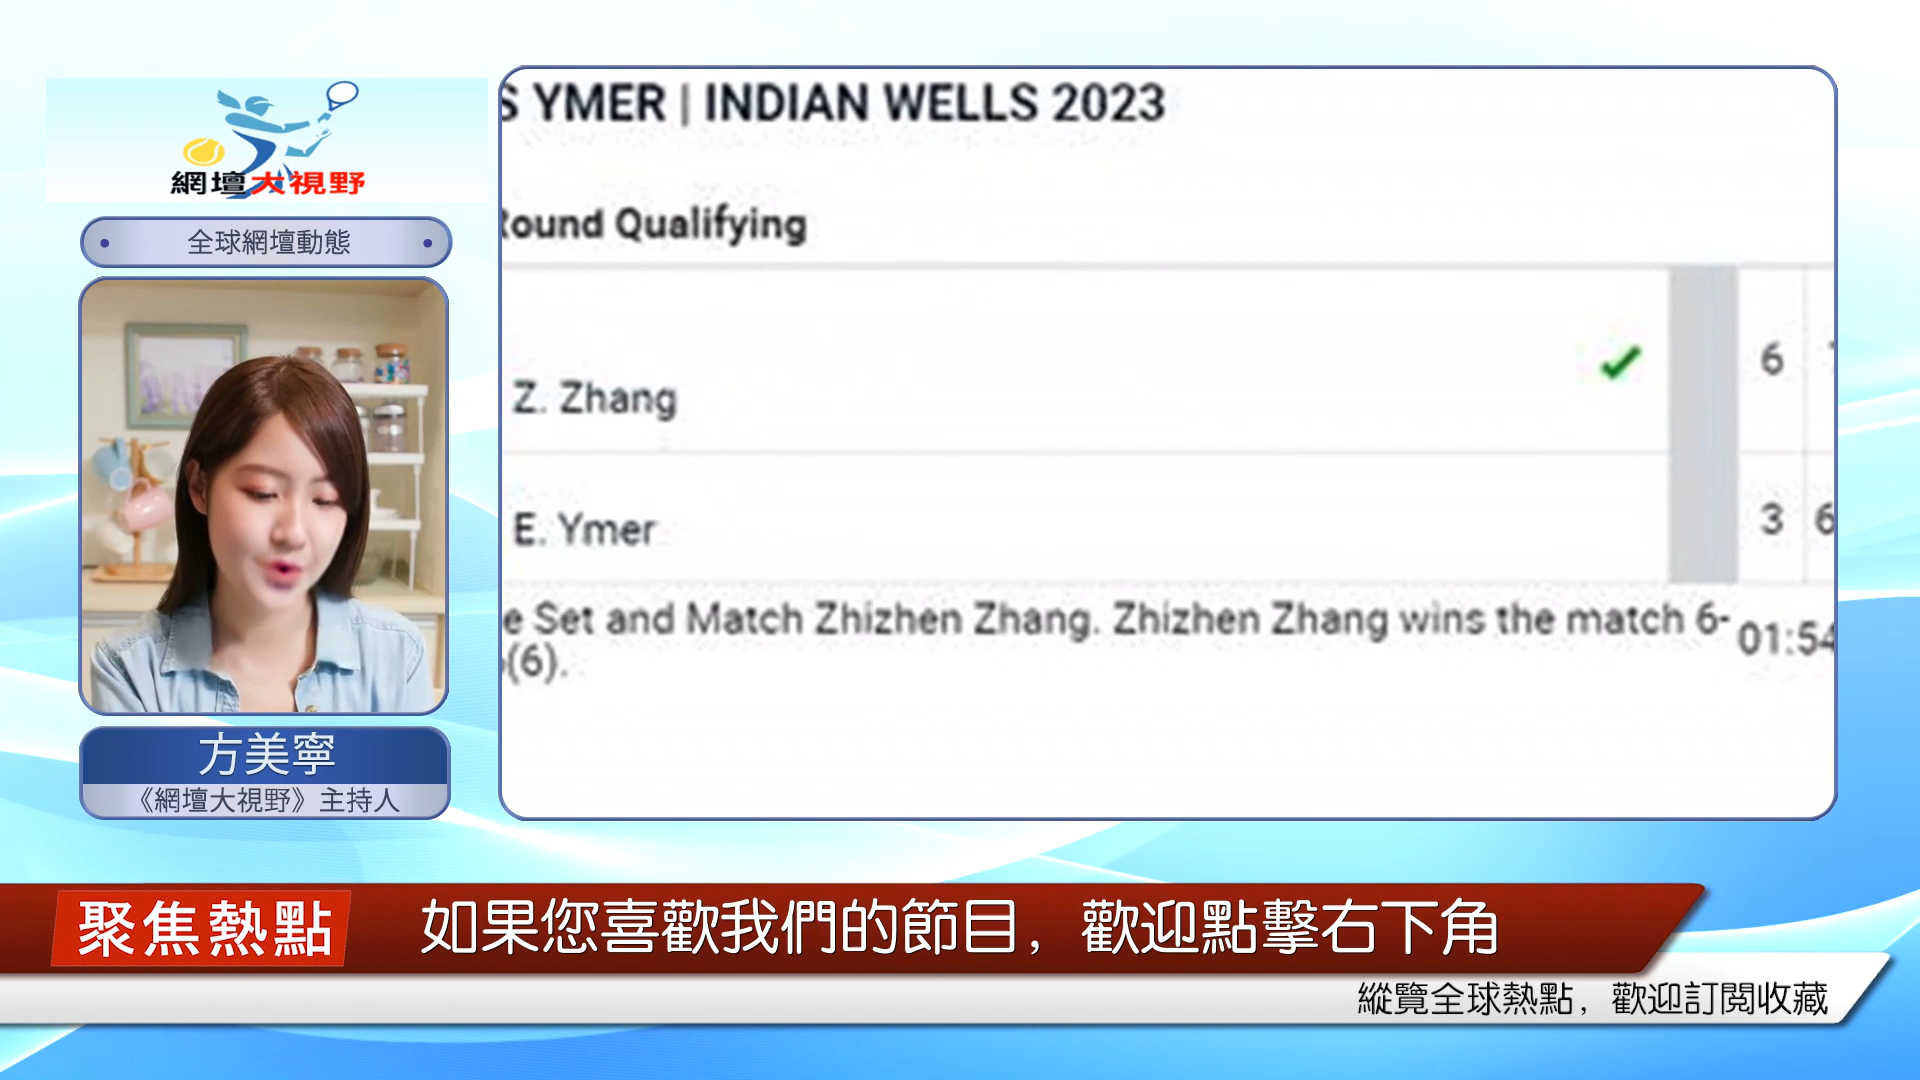 網壇大視野
全球網壇動態
方美寧
《網壇大視野》主持人
S YMER | INDIAN WELLS 2023
Round Qualifying
Z. Zhang 6
E. Ymer 3 6
e Set and Match Zhizhen Zhang. Zhizhen Zhang wins the match 6-
(6).
01:54
聚焦熱點
如果您喜歡我們的節目，歡迎點擊右下角
縱覽全球熱點，歡迎訂閱收藏